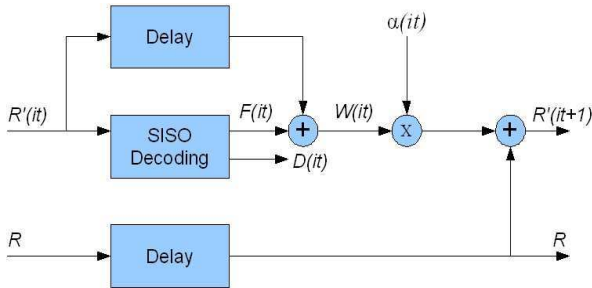 Delay
α(it)
R'(it)
SISO
Decoding
F(it)
+
W(it)
X
+
R'(it+1)
D(it)
R
Delay
R